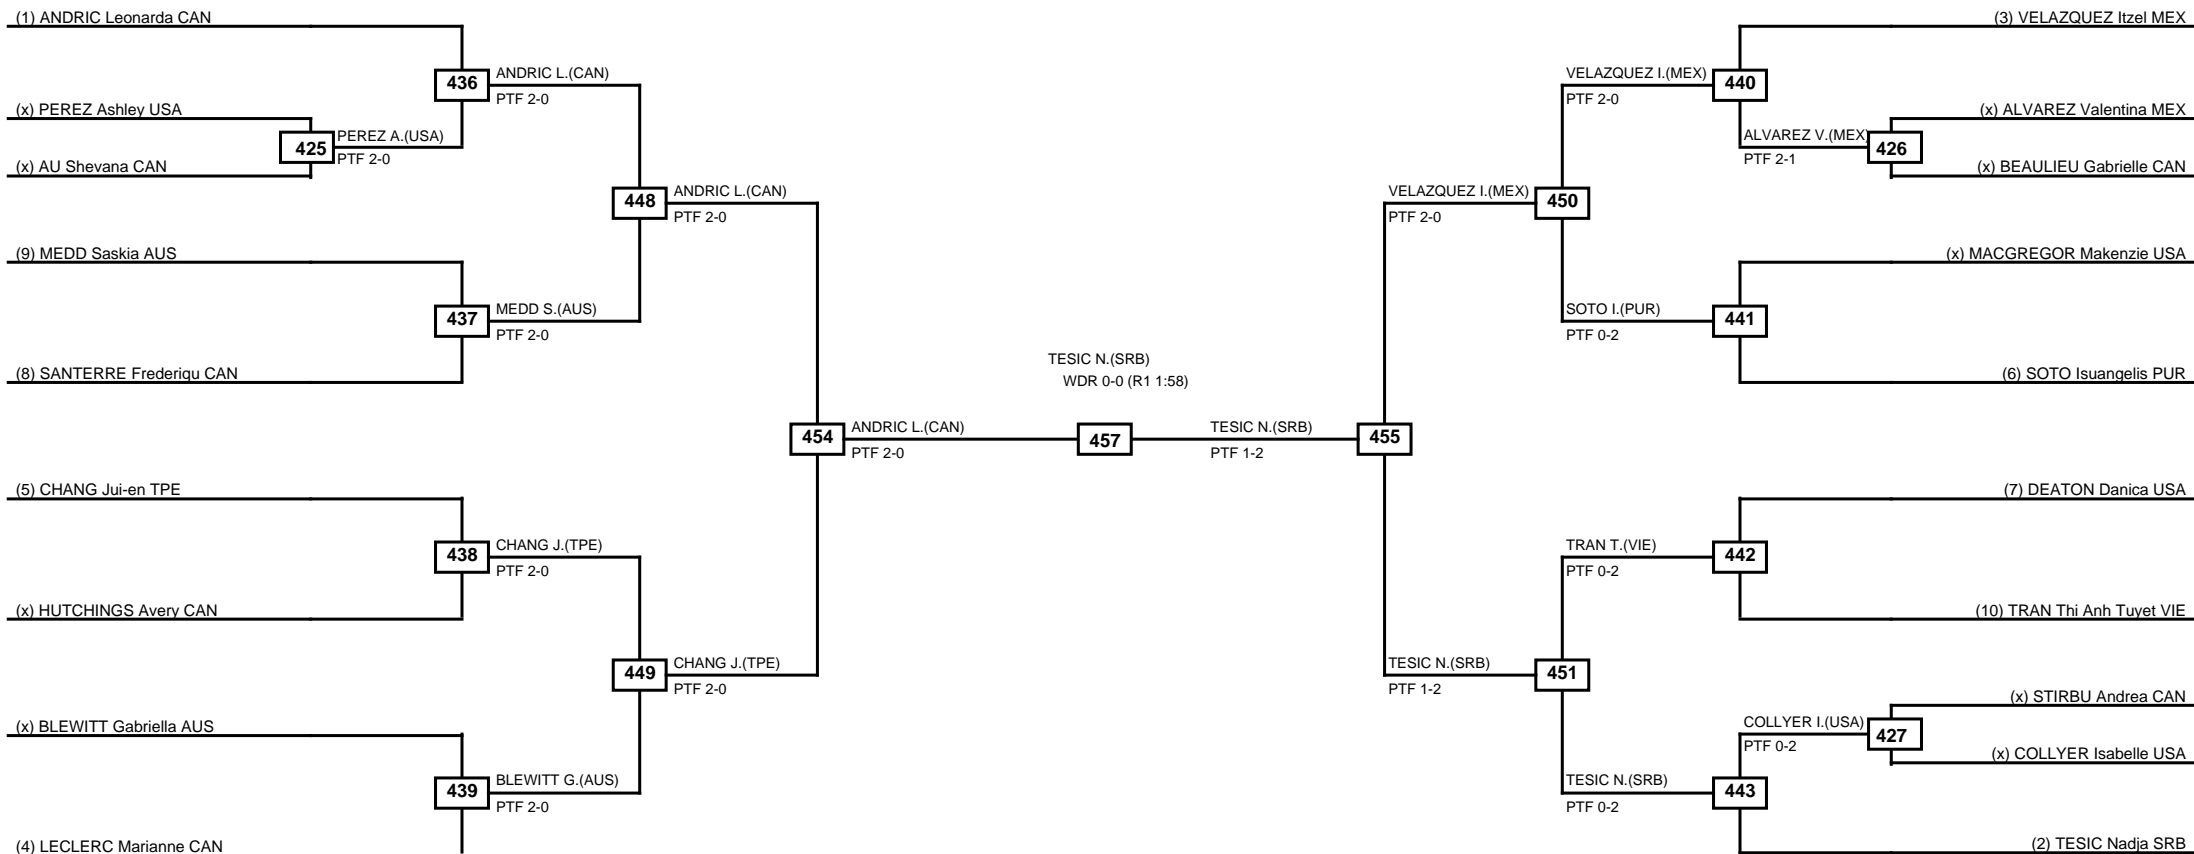 (1) ANDRIC Leonarda CAN
(x) PEREZ Ashley USA
(x) AU Shevana CAN
(9) MEDD Saskia AUS
(8) SANTERRE Frederiqu CAN
(5) CHANG Jui-en TPE
(x) HUTCHINGS Avery CAN
(x) BLEWITT Gabriella AUS
(4) LECLERC Marianne CAN
425
PEREZ A.(USA)
PTF 2-0
436
ANDRIC L.(CAN)
PTF 2-0
437
MEDD S.(AUS)
PTF 2-0
438
CHANG J.(TPE)
PTF 2-0
439
BLEWITT G.(AUS)
PTF 2-0
448
ANDRIC L.(CAN)
PTF 2-0
449
CHANG J.(TPE)
PTF 2-0
454
ANDRIC L.(CAN)
PTF 2-0
TESIC N.(SRB)
WDR 0-0 (R1 1:58)
457
TESIC N.(SRB)
PTF 1-2
455
VELAZQUEZ I.(MEX)
PTF 2-0
450
TESIC N.(SRB)
PTF 1-2
451
VELAZQUEZ I.(MEX)
PTF 2-0
440
SOTO I.(PUR)
PTF 0-2
441
TRAN T.(VIE)
PTF 0-2
442
TESIC N.(SRB)
PTF 0-2
443
ALVAREZ V.(MEX)
PTF 2-1
426
COLLYER I.(USA)
PTF 0-2
427
(3) VELAZQUEZ Itzel MEX
(x) ALVAREZ Valentina MEX
(x) BEAULIEU Gabrielle CAN
(x) MACGREGOR Makenzie USA
(6) SOTO Isuangelis PUR
(7) DEATON Danica USA
(10) TRAN Thi Anh Tuyet VIE
(x) STIRBU Andrea CAN
(x) COLLYER Isabelle USA
(2) TESIC Nadja SRB